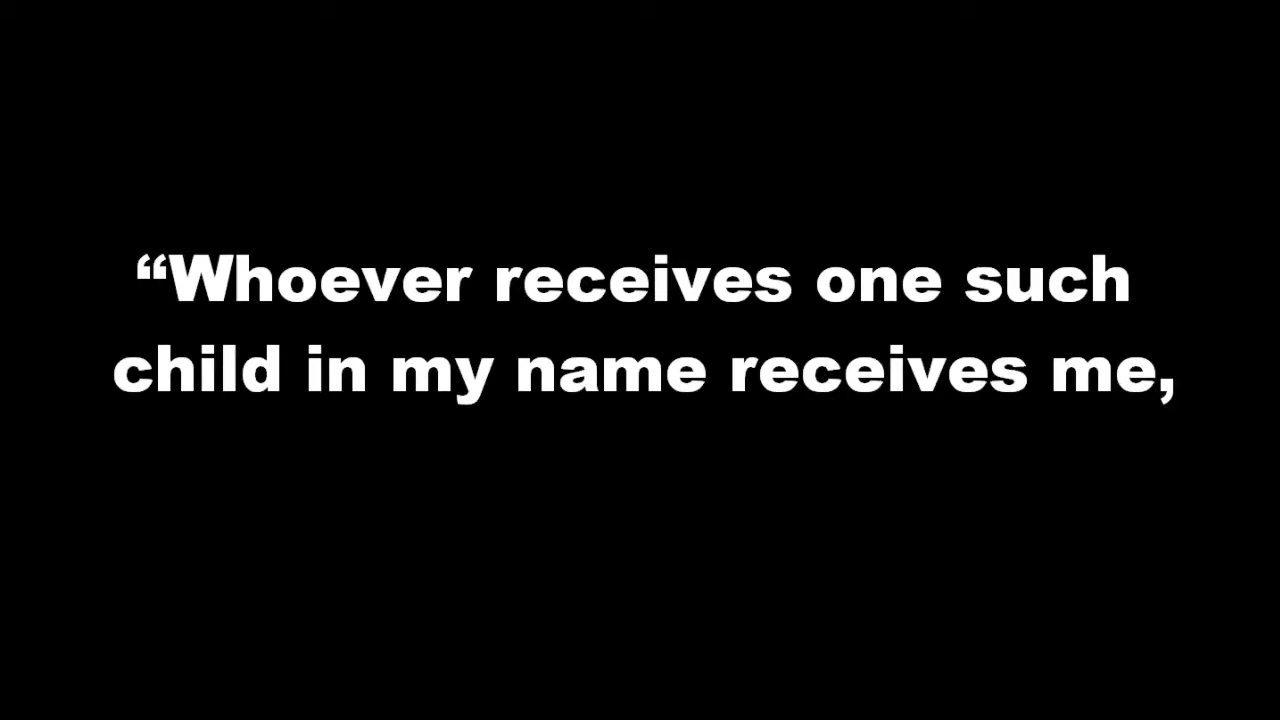 “Whoever receives one such
child in my name receives me,